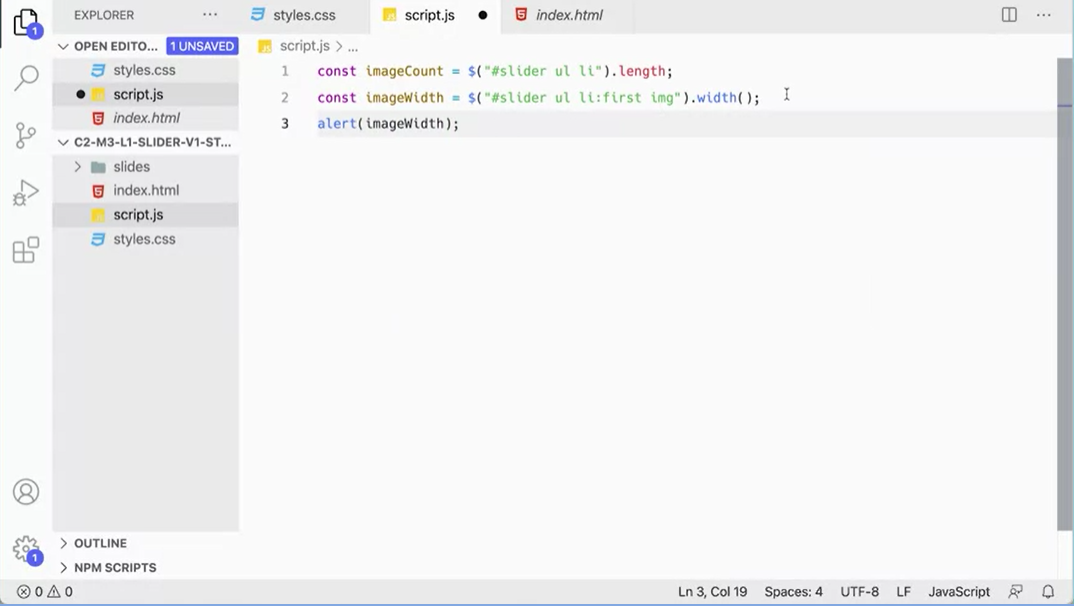 EXPLORER
styles.css
script.js
index.html
1
OPEN EDITO... 1 UNSAVED
script.js > ...
styles.css
script.js
index.html
C2-M3-L1-SLIDER-V1-ST...
slides
index.html
script.js
styles.css
1 const imageCount = $("#slider ul li").length;
2 const imageWidth = $("#slider ul li:first img").width();
3 alert(imageWidth);
OUTLINE
1
NPM SCRIPTS
0 0
Ln 3, Col 19 Spaces: 4 UTF-8 LF JavaScript